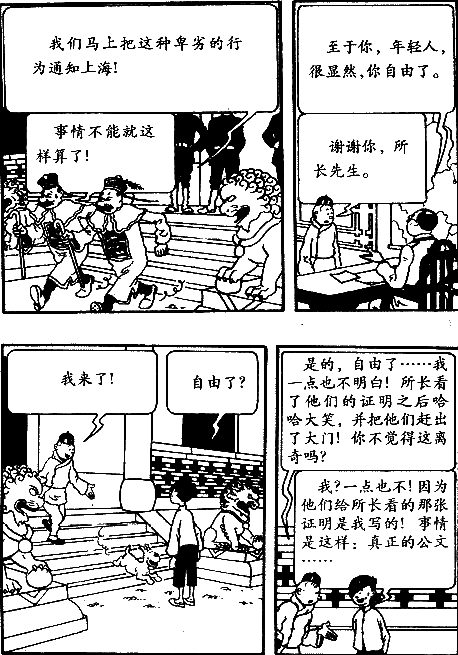 我们马上把这种卑劣的行
为通知上海！
事情不能就这
样算了！
至于你，年轻人，
很显然，你自由了。
谢谢你，所
长先生。
我来了！
自由了？
是的，自由了……我
一点也不明白！所长看
了他们的证明之后哈
哈大笑，并把他们赶出
了大门！你不觉得这离
奇吗？
我？一点也不！因为
他们给所长看的那张
证明是我写的！事情
是这样：真正的公文
……